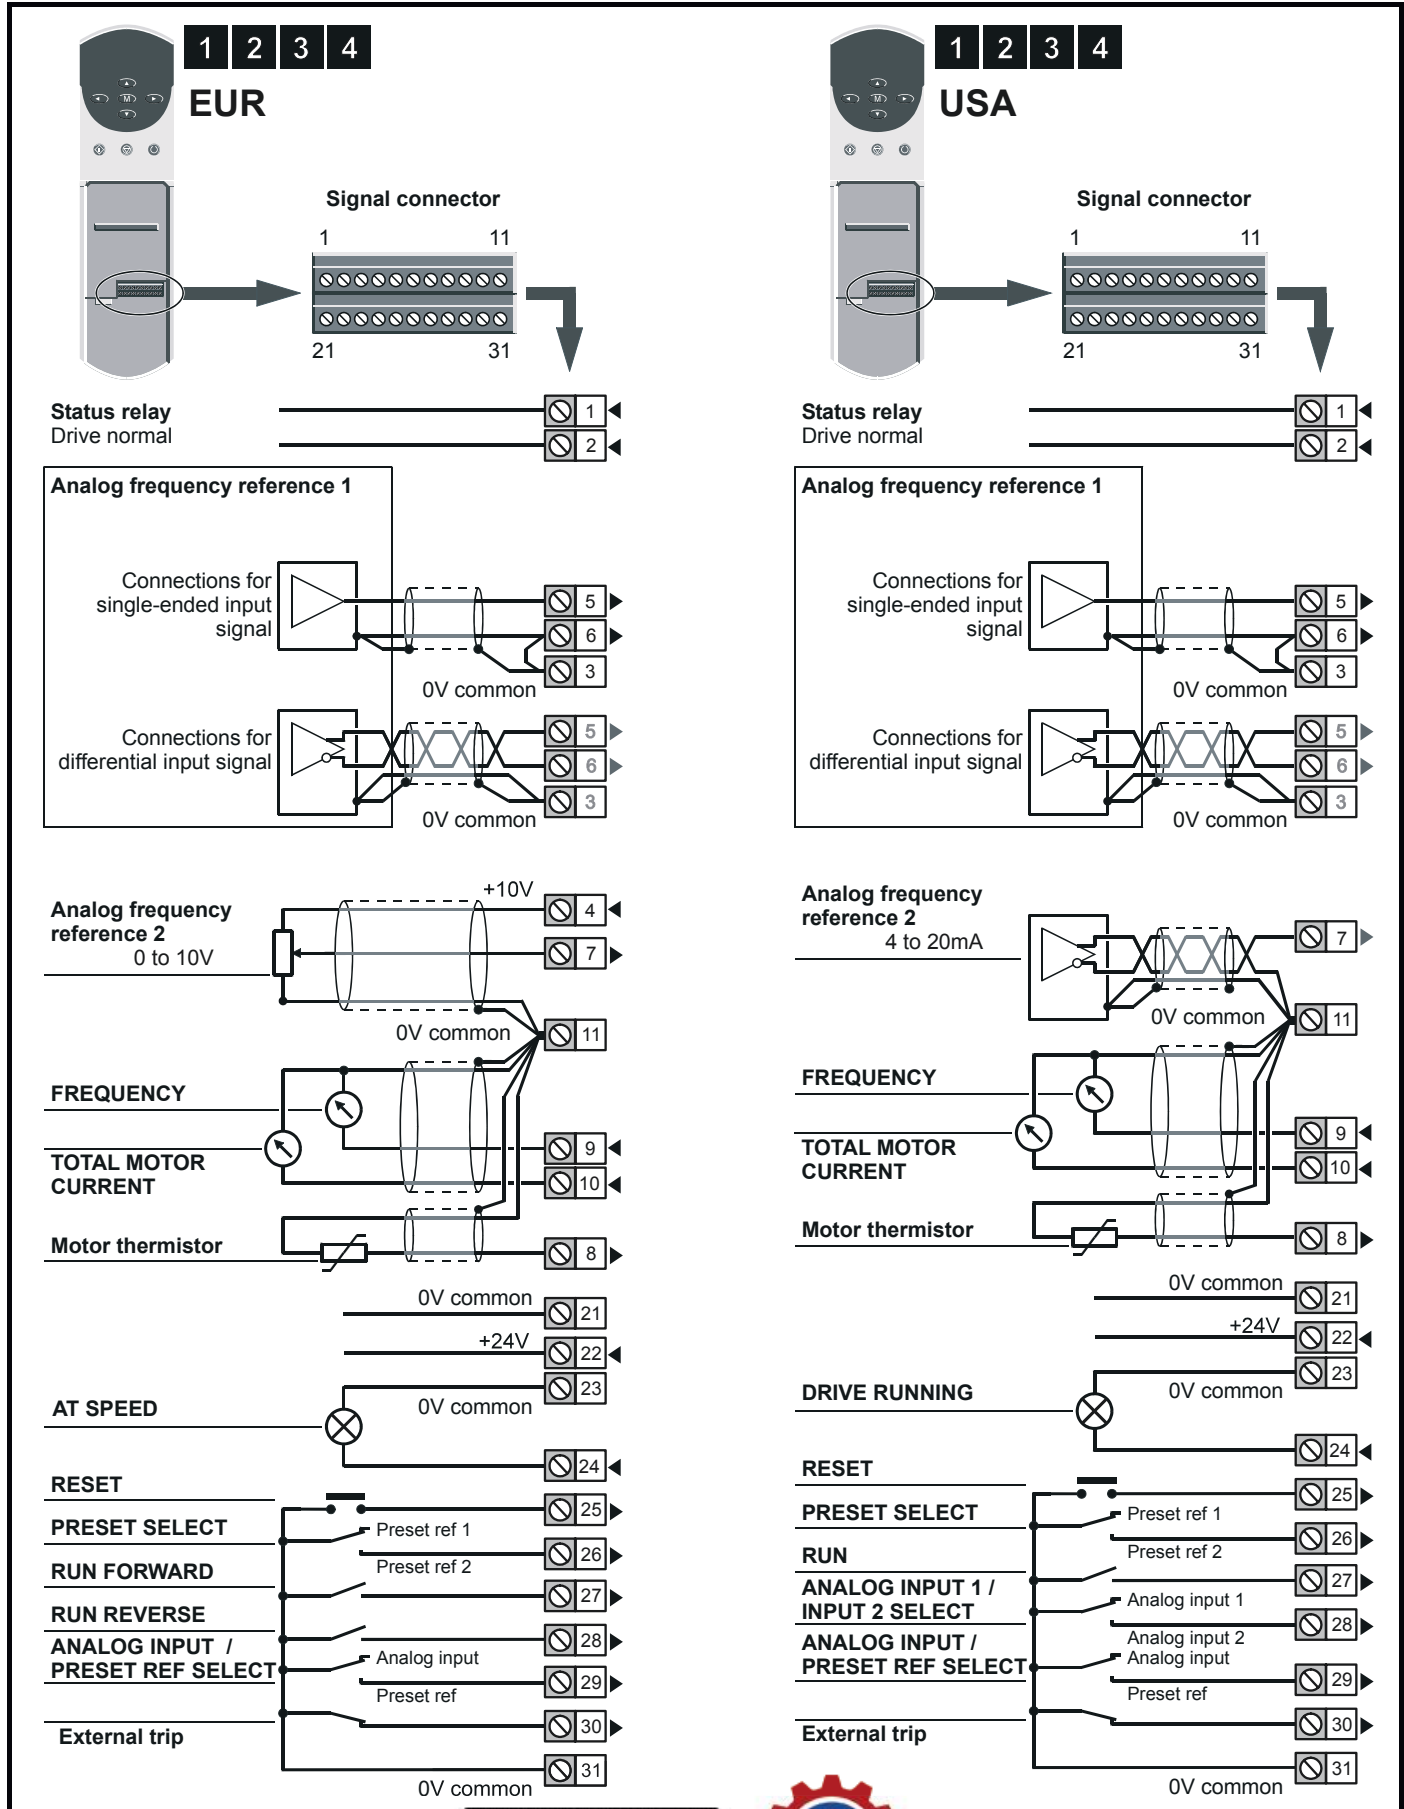 1 2 3 4
EUR
Signal connector
1 11
21 31
Status relay
Drive normal
1
2
Analog frequency reference 1
Connections for
single-ended input
signal
5
6
3
0V common
Connections for
differential input signal
5
6
3
0V common
Analog frequency
reference 2
0 to 10V
+10V
4
7
0V common
11
FREQUENCY
TOTAL MOTOR
CURRENT
9
10
Motor thermistor
8
0V common
21
+24V
22
23
0V common
AT SPEED
24
RESET
25
PRESET SELECT
Preset ref 1
26
Preset ref 2
RUN FORWARD
27
RUN REVERSE
28
ANALOG INPUT /
PRESET REF SELECT
Analog input
29
Preset ref
30
External trip
31
0V common
1 2 3 4
USA
Signal connector
1 11
21 31
Status relay
Drive normal
1
2
Analog frequency reference 1
Connections for
single-ended input
signal
5
6
3
0V common
Connections for
differential input signal
5
6
3
0V common
Analog frequency
reference 2
4 to 20mA
7
0V common
11
FREQUENCY
TOTAL MOTOR
CURRENT
9
10
Motor thermistor
8
0V common
21
+24V
22
23
0V common
DRIVE RUNNING
24
RESET
25
PRESET SELECT
Preset ref 1
26
Preset ref 2
RUN
27
ANALOG INPUT 1 /
INPUT 2 SELECT
Analog input 1
28
Analog input 2
ANALOG INPUT /
PRESET REF SELECT
Analog input
29
Preset ref
30
External trip
31
0V common
M
M